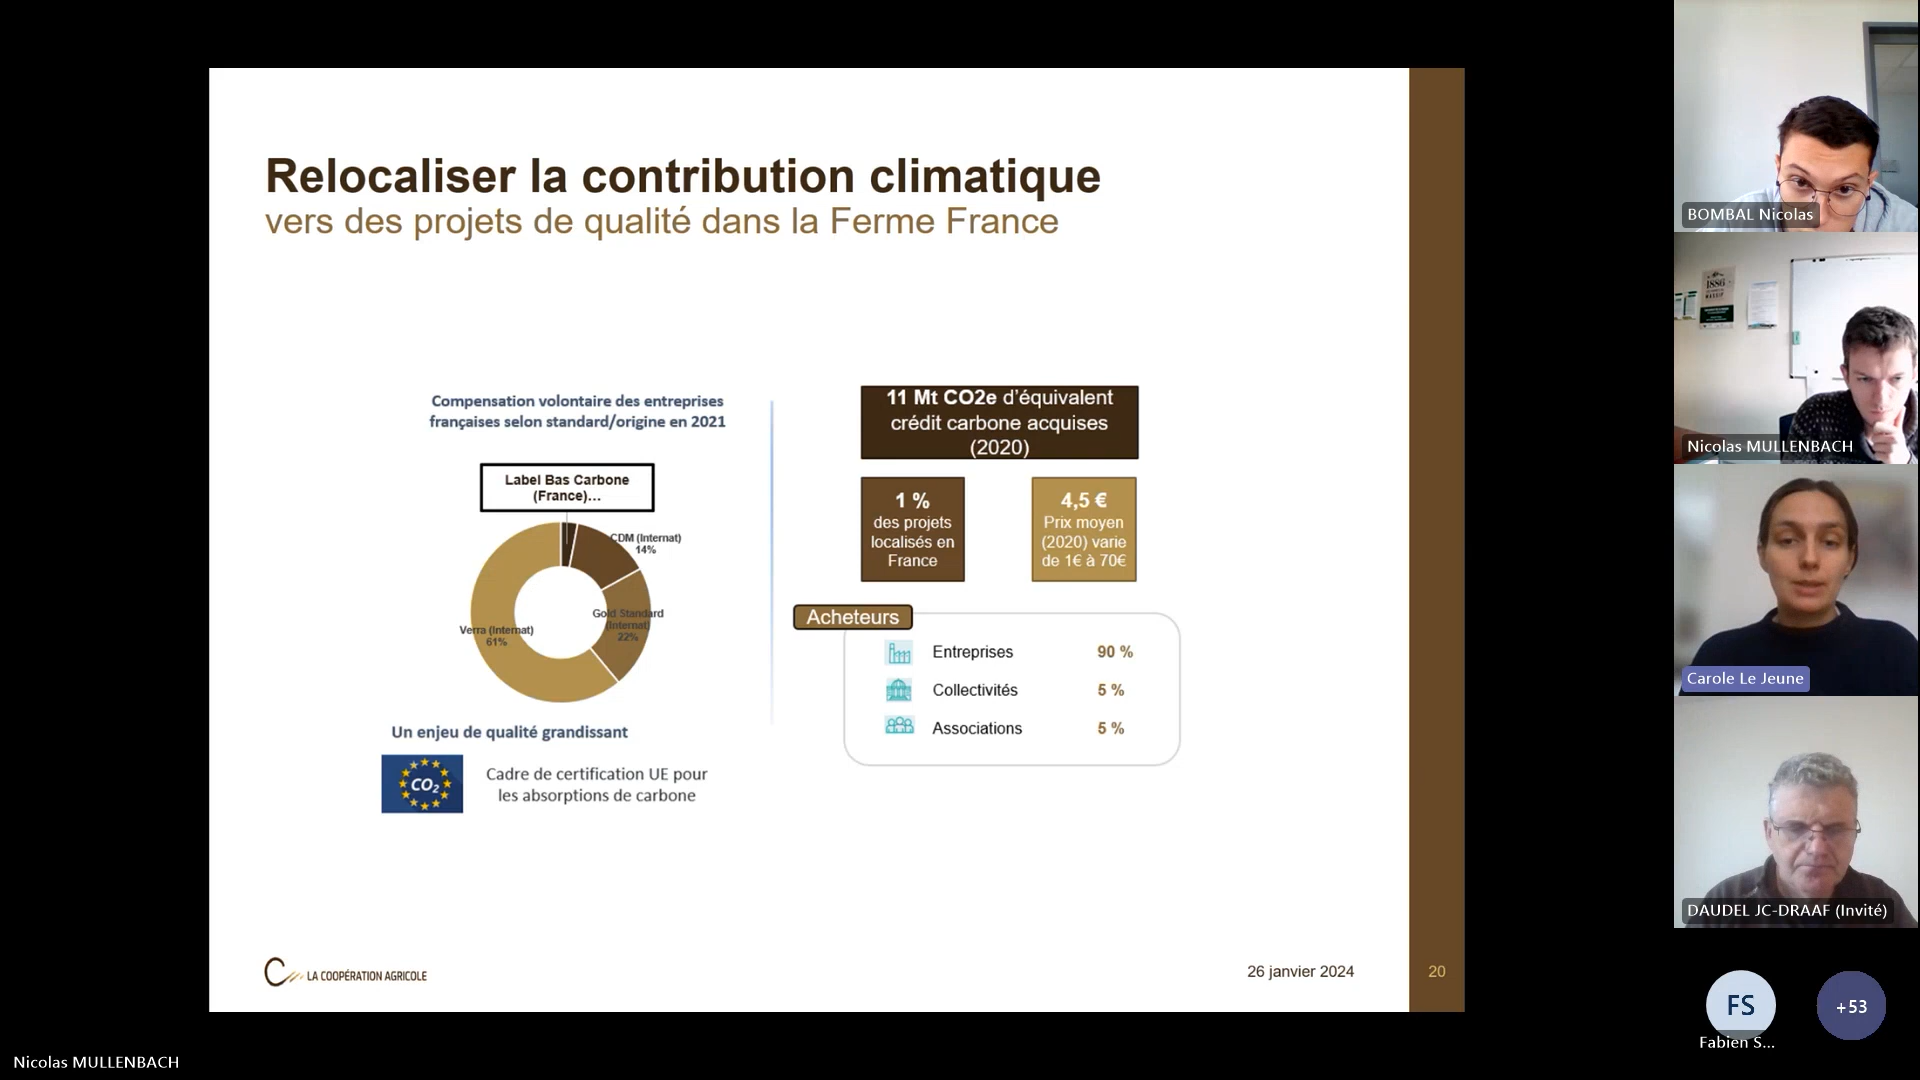 Relocaliser la contribution climatique
vers des projets de qualité dans la Ferme France
Compensation volontaire des entreprises
françaises selon standard/origine en 2021
Label Bas Carbone
(France)...
CDM (Internat)
14%
Gold Standard
(Internat)
22%
Verra (Internat)
61%
Un enjeu de qualité grandissant
CO2
Cadre de certification UE pour
les absorptions de carbone
11 Mt CO2e d'équivalent
crédit carbone acquises
(2020)
1 %
des projets
localisés en
France
4,5 €
Prix moyen
(2020) varie
de 1€ à 70€
Acheteurs
Entreprises 90 %
Collectivités 5 %
Associations 5 %
LA COOPÉRATION AGRICOLE
26 janvier 2024
20
BOMBAL Nicolas
1886
Nicolas MULLENBACH
Carole Le Jeune
DAUDEL JC-DRAAF (Invité)
FS
Fabien S...
+53
Nicolas MULLENBACH